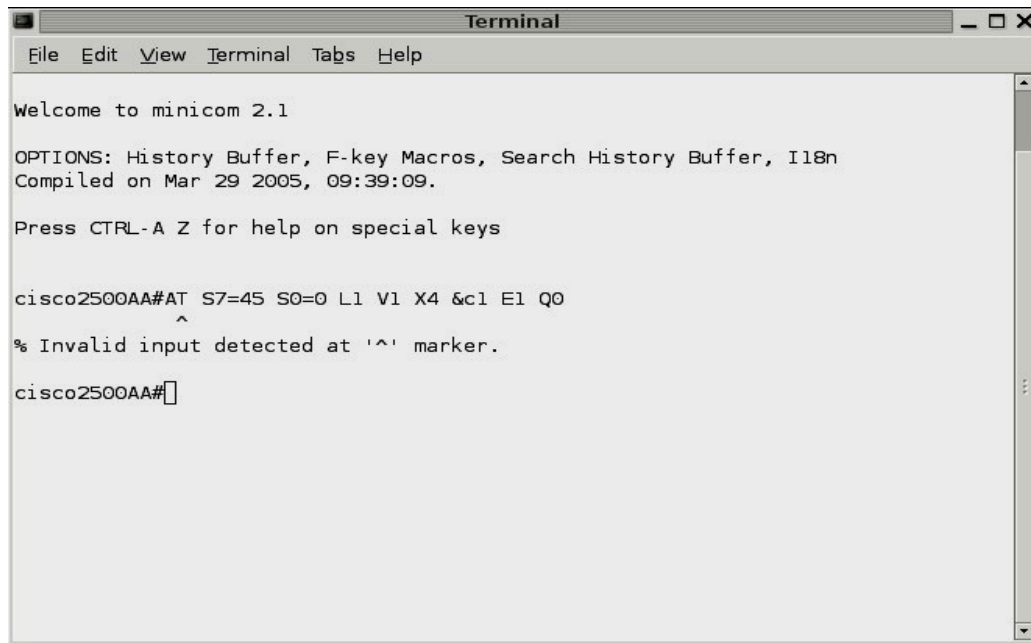 Terminal
File Edit View Terminal Tabs Help
Welcome to minicom 2.1
OPTIONS: History Buffer, F-key Macros, Search History Buffer, I18n
Compiled on Mar 29 2005, 09:39:09.
Press CTRL-A Z for help on special keys
cisco2500AA#AT S7=45 S0=0 L1 V1 X4 &c1 E1 Q0
^
% Invalid input detected at '^' marker.
cisco2500AA#